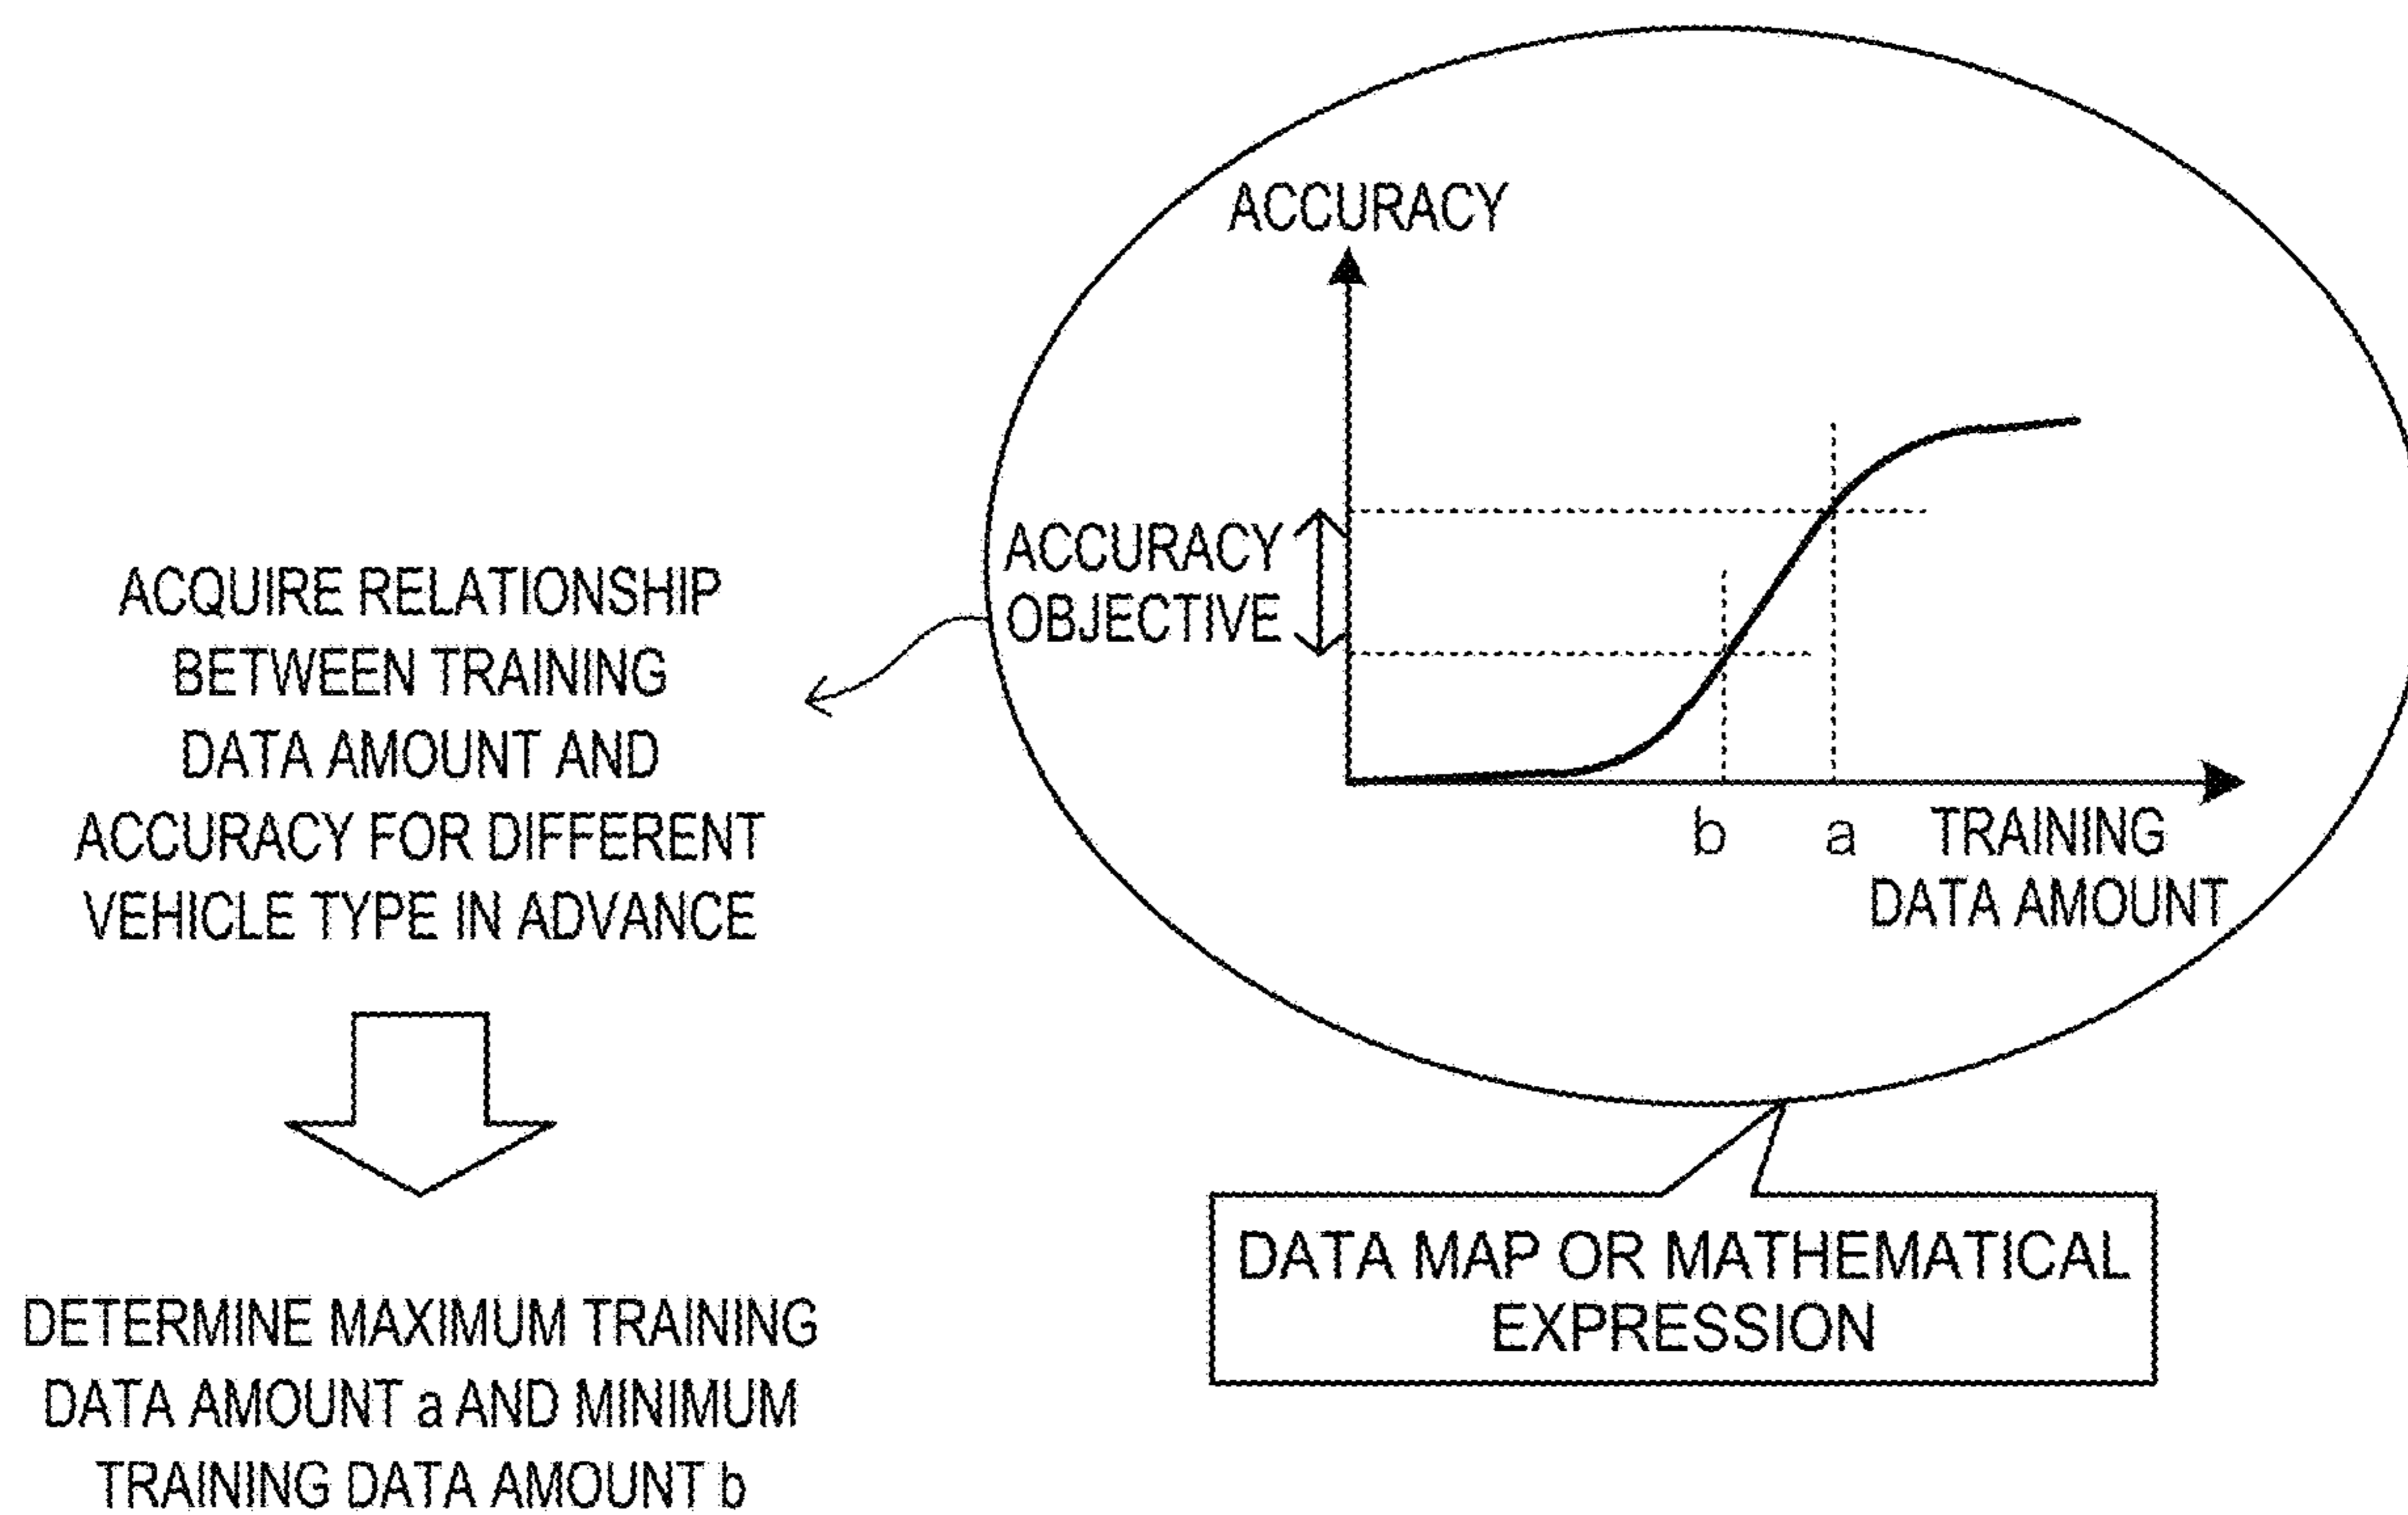 ACCURACY
ACCURACY
OBJECTIVE
b
a
TRAINING
DATA AMOUNT
ACQUIRE RELATIONSHIP
BETWEEN TRAINING
DATA AMOUNT AND
ACCURACY FOR DIFFERENT
VEHICLE TYPE IN ADVANCE
DETERMINE MAXIMUM TRAINING
DATA AMOUNT a AND MINIMUM
TRAINING DATA AMOUNT b
DATA MAP OR MATHEMATICAL
EXPRESSION